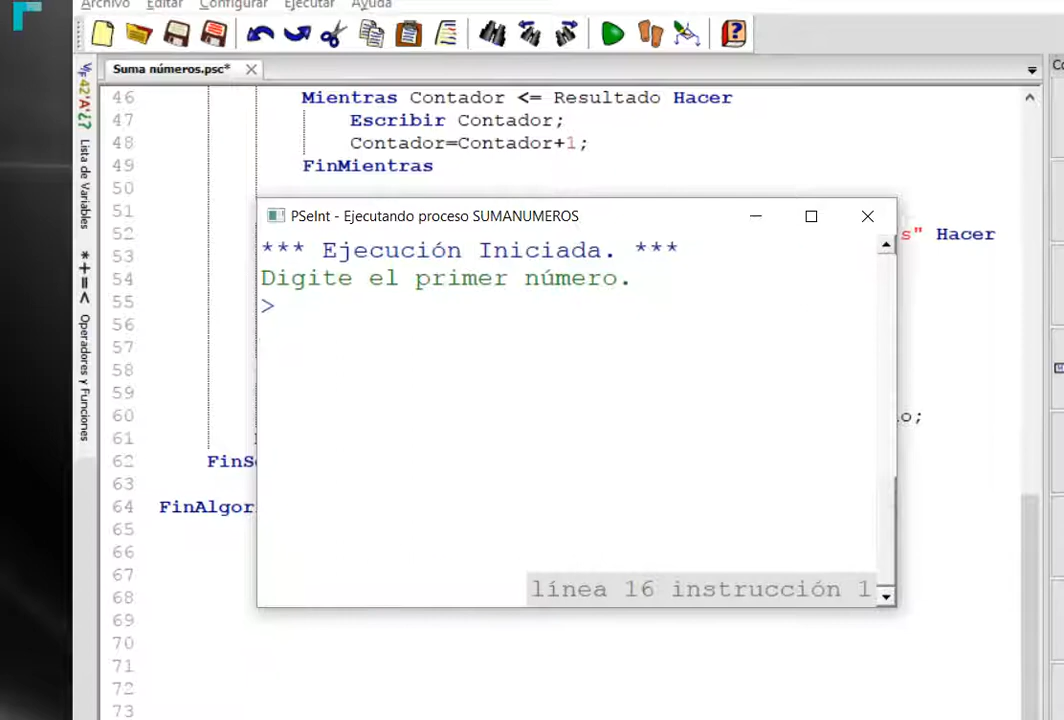 Archivo Editar Configurar Ejecutar Ayuda
Suma números.psc*
46 Mientras Contador <= Resultado Hacer
47 Escribir Contador;
48 Contador=Contador+1;
49 FinMientras
50
51
52 s" Hacer
53
54
55
56
57
58
59
60 o;
61
62 FinS
63
64 FinAlgor
65
66
67
68
69
70
71
72
73
Lista de Variables
*+=< Operadores y Funciones
PSeInt - Ejecutando proceso SUMANUMEROS
*** Ejecución Iniciada. ***
Digite el primer número.
>
línea 16 instrucción 1